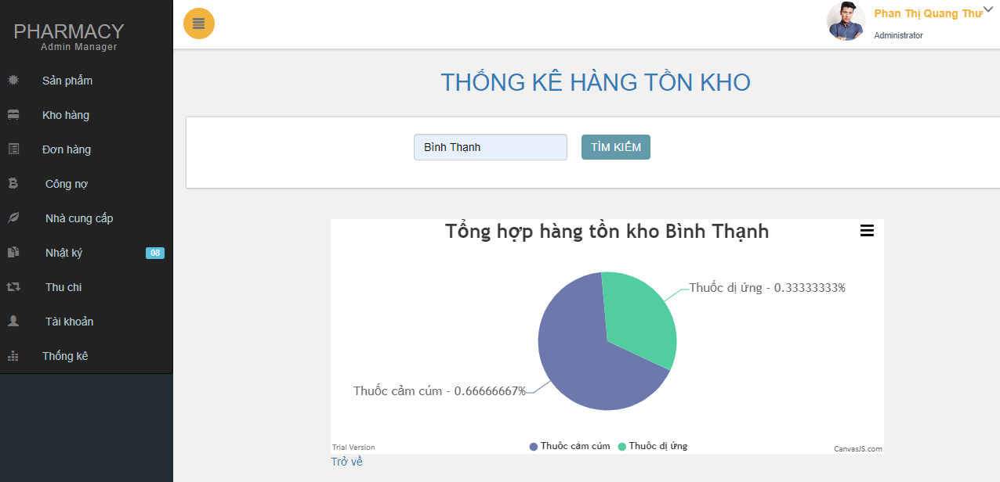 PHARMACY
Admin Manager
Sản phẩm
Kho hàng
Đơn hàng
Công nợ
Nhà cung cấp
Nhật ký 08
Thu chi
Tài khoản
Thống kê
Phan Thị Quang Thư
Administrator
THỐNG KÊ HÀNG TỒN KHO
Bình Thạnh TÌM KIẾM
Tổng hợp hàng tồn kho Bình Thạnh
Thuốc dị ứng - 0.33333333%
Thuốc cảm cúm - 0.66666667%
Thuốc cảm cúm Thuốc dị ứng
Trial Version CanvasJS.com
Trở về